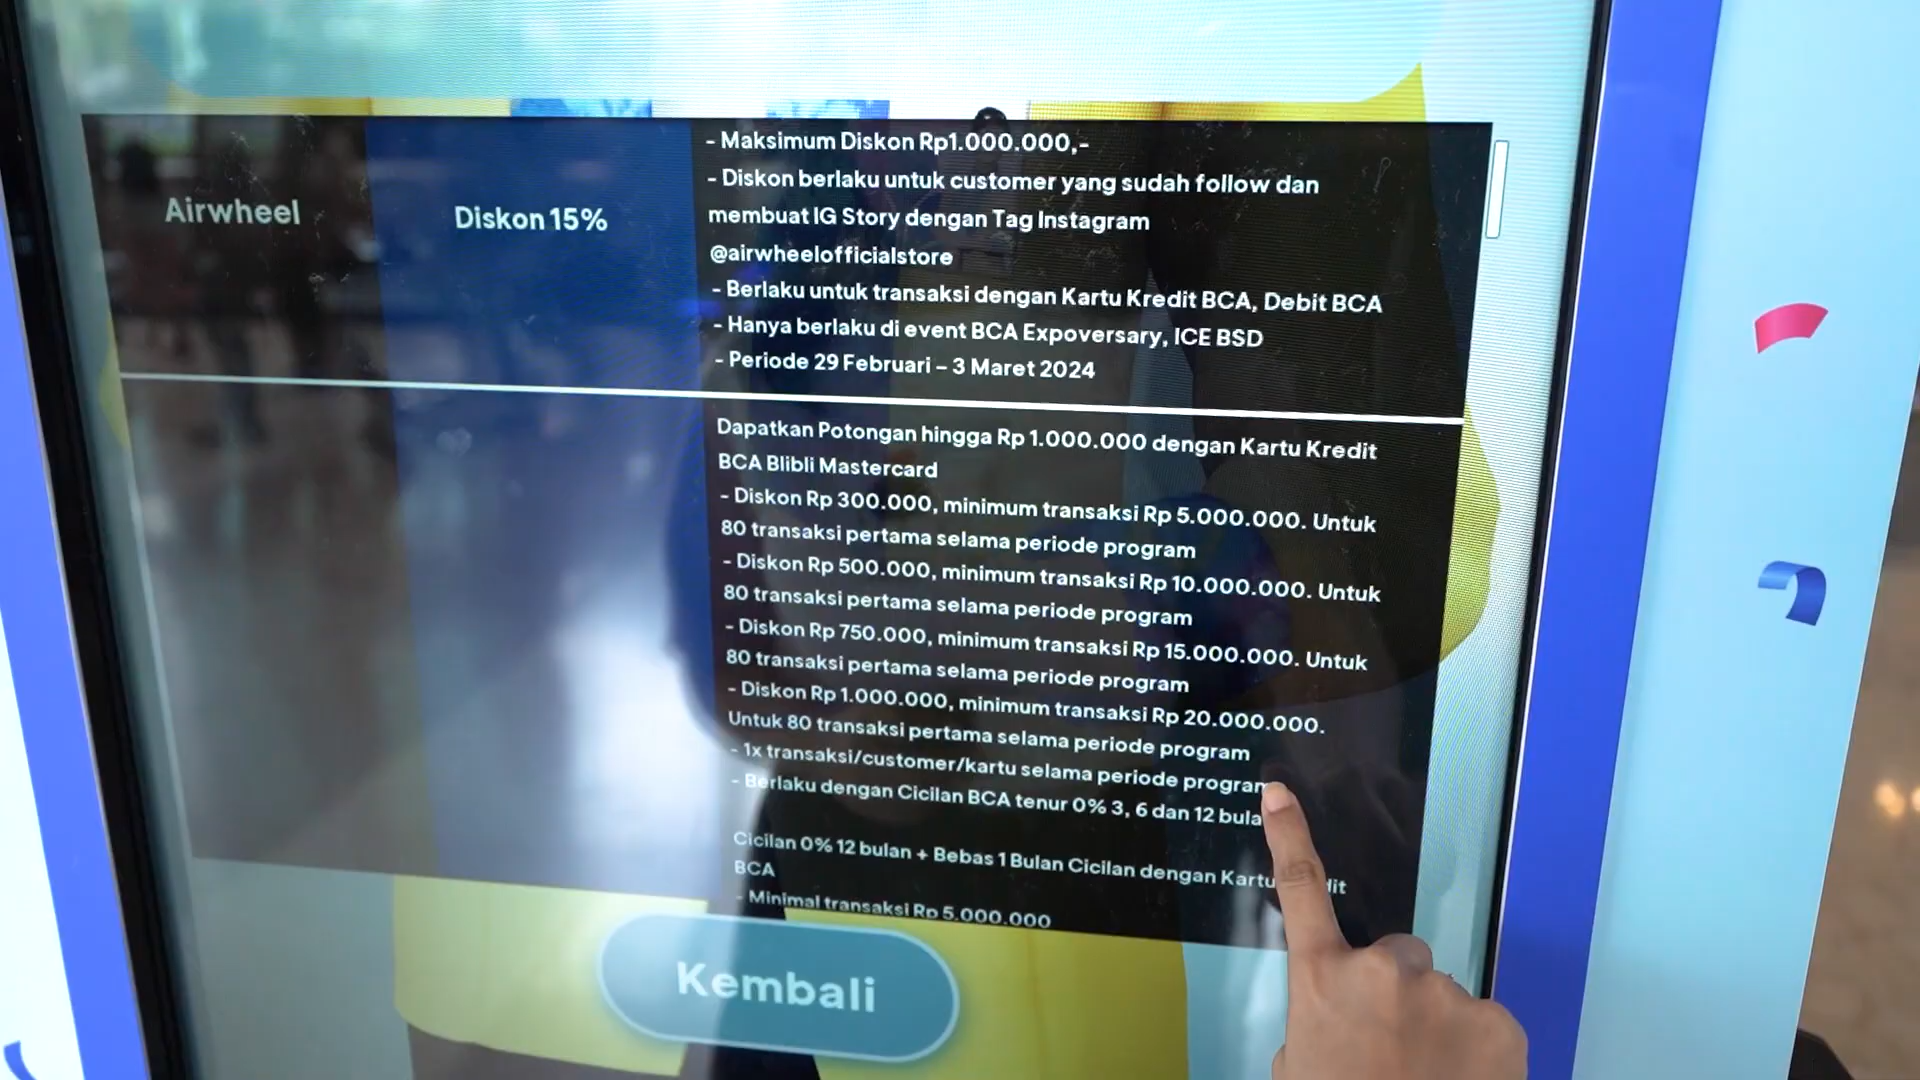 Airwheel
Diskon 15%
- Maksimum Diskon Rp1.000.000,-
- Diskon berlaku untuk customer yang sudah follow dan
membuat IG Story dengan Tag Instagram
@airwheelofficialstore
- Berlaku untuk transaksi dengan Kartu Kredit BCA, Debit BCA
- Hanya berlaku di event BCA Expoversary, ICE BSD
- Periode 29 Februari – 3 Maret 2024
Dapatkan Potongan hingga Rp 1.000.000 dengan Kartu Kredit
BCA Blibli Mastercard
- Diskon Rp 300.000, minimum transaksi Rp 5.000.000. Untuk
80 transaksi pertama selama periode program
- Diskon Rp 500.000, minimum transaksi Rp 10.000.000. Untuk
80 transaksi pertama selama periode program
- Diskon Rp 750.000, minimum transaksi Rp 15.000.000. Untuk
80 transaksi pertama selama periode program
- Diskon Rp 1.000.000, minimum transaksi Rp 20.000.000.
Untuk 80 transaksi pertama selama periode program
- 1x transaksi/customer/kartu selama periode program
- Berlaku dengan Cicilan BCA tenur 0% 3, 6 dan 12 bula
Cicilan 0% 12 bulan + Bebas 1 Bulan Cicilan dengan Kartu
BCA
- Minimal transaksi Rp 5.000.000
Kembali